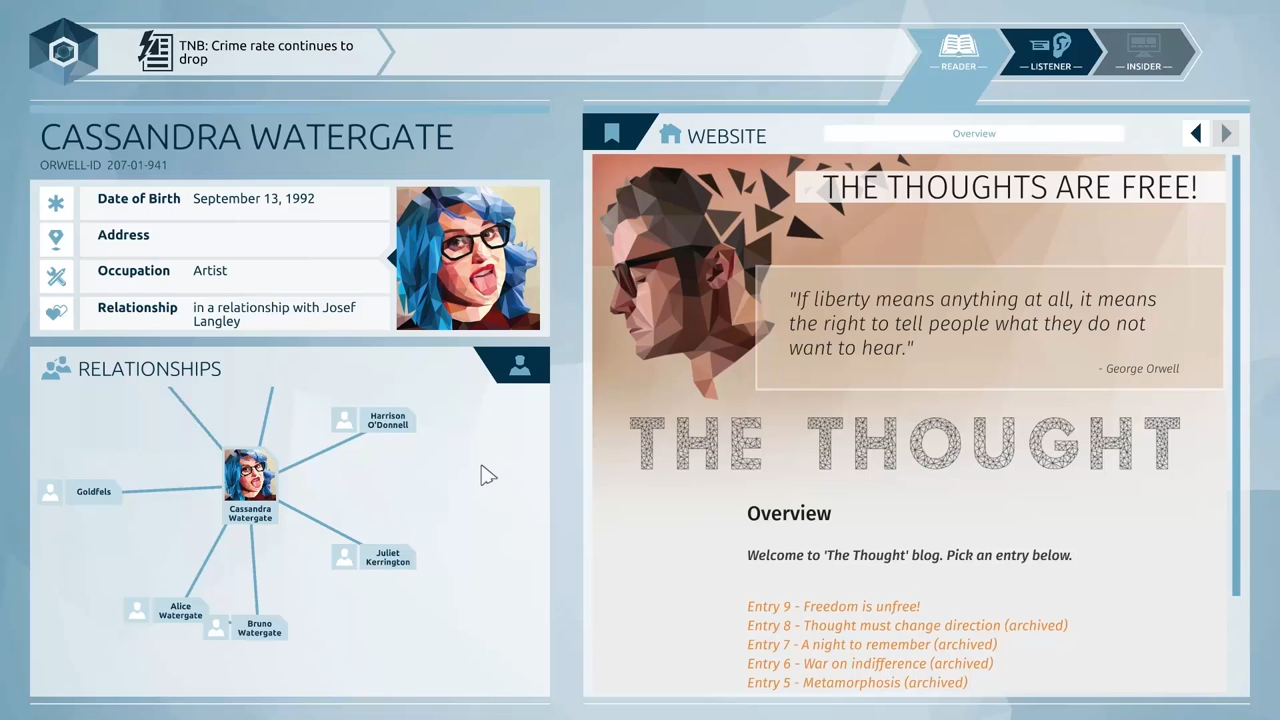 TNB: Crime rate continues to
drop
— READER —
— LISTENER —
— INSIDER —
CASSANDRA WATERGATE
ORWELL-ID 207-01-941
Date of Birth September 13, 1992
Address
Occupation Artist
Relationship in a relationship with Josef
Langley
RELATIONSHIPS
Harrison
O'Donnell
Goldfels
Cassandra
Watergate
Juliet
Kerrington
Alice
Watergate
Bruno
Watergate
WEBSITE
Overview
THE THOUGHTS ARE FREE!
"If liberty means anything at all, it means
the right to tell people what they do not
want to hear."
- George Orwell
THE THOUGHT
Overview
Welcome to 'The Thought' blog. Pick an entry below.
Entry 9 - Freedom is unfree!
Entry 8 - Thought must change direction (archived)
Entry 7 - A night to remember (archived)
Entry 6 - War on indifference (archived)
Entry 5 - Metamorphosis (archived)